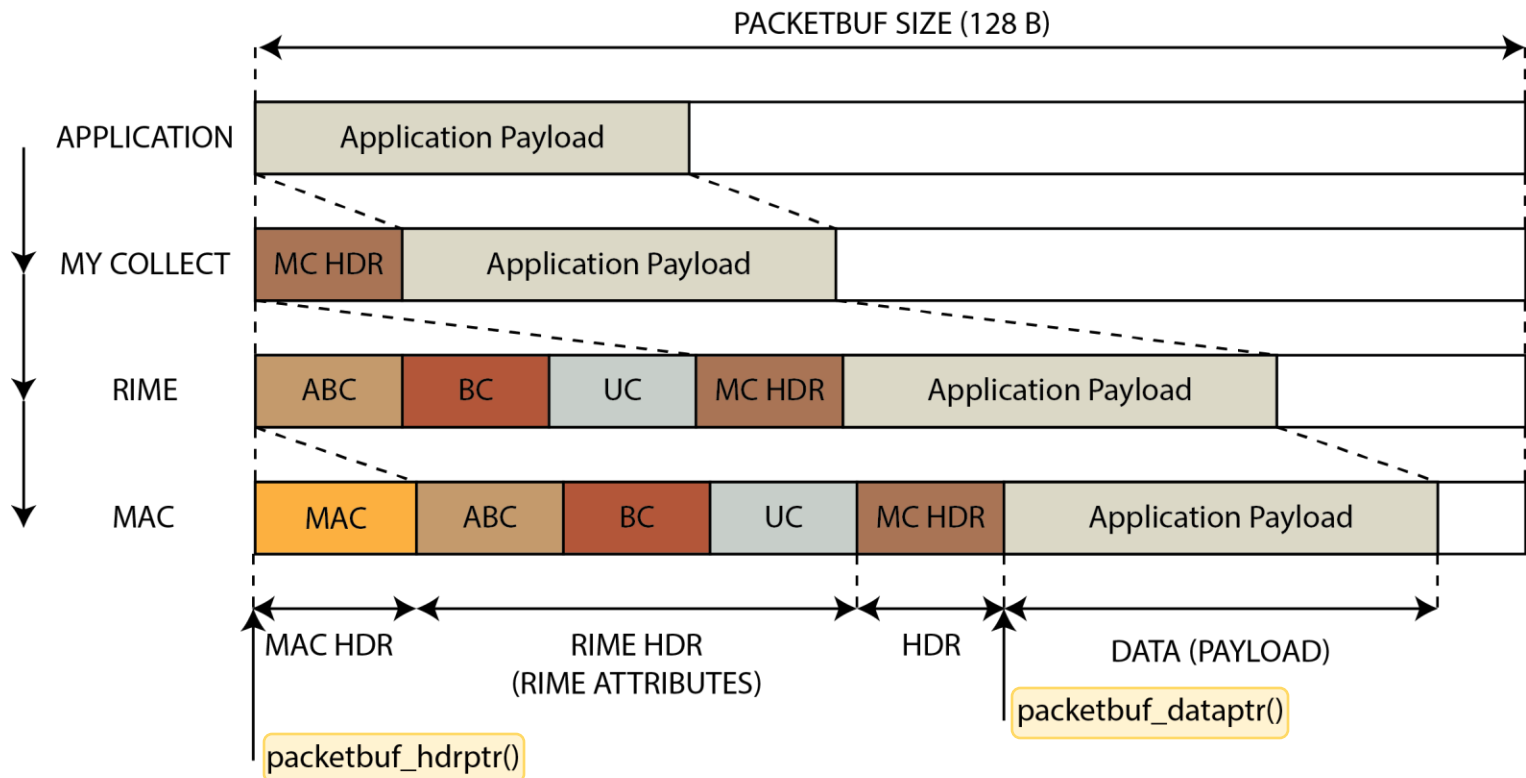 PACKETBUF SIZE (128 B)
APPLICATION
Application Payload
MY COLLECT
MC HDR
Application Payload
RIME
ABC
BC
UC
MC HDR
Application Payload
MAC
MAC
ABC
BC
UC
MC HDR
Application Payload
MAC HDR
RIME HDR
(RIME ATTRIBUTES)
HDR
DATA (PAYLOAD)
packetbuf_dataptr()
packetbuf_hdrptr()